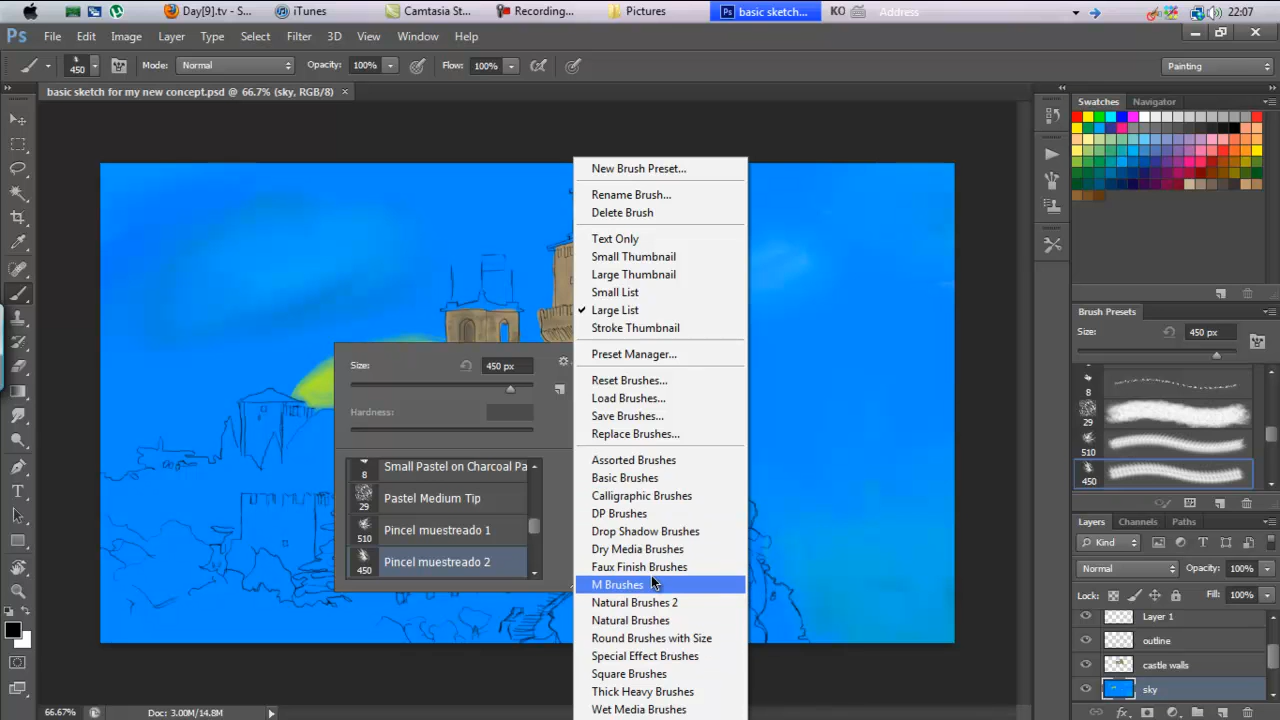 Day[9].tv - S...
iTunes
Camtasia St...
Recording...
Pictures
Ps basic sketch...
KO
Address
22:07
Ps File Edit Image Layer Type Select Filter 3D View Window Help
450
Mode: Normal
Opacity: 100%
Flow: 100%
Painting
basic sketch for my new concept.psd @ 66.7% (sky, RGB/8) ×
Swatches Navigator
New Brush Preset...
Rename Brush...
Delete Brush
Text Only
Small Thumbnail
Large Thumbnail
Small List
Large List
Stroke Thumbnail
Preset Manager...
Reset Brushes...
Load Brushes...
Save Brushes...
Replace Brushes...
Assorted Brushes
Basic Brushes
Calligraphic Brushes
DP Brushes
Drop Shadow Brushes
Dry Media Brushes
Faux Finish Brushes
M Brushes
Natural Brushes 2
Natural Brushes
Round Brushes with Size
Special Effect Brushes
Square Brushes
Thick Heavy Brushes
Wet Media Brushes
Size: 450 px
Hardness:
8 Small Pastel on Charcoal Pa
29 Pastel Medium Tip
510 Pincel muestreado 1
450 Pincel muestreado 2
Brush Presets
Size: 450 px
8
29
510
450
Layers Channels Paths
Kind
Normal Opacity: 100%
Lock: Fill: 100%
Layer 1
outline
castle walls
sky
66.67% Doc: 3.00M/14.8M